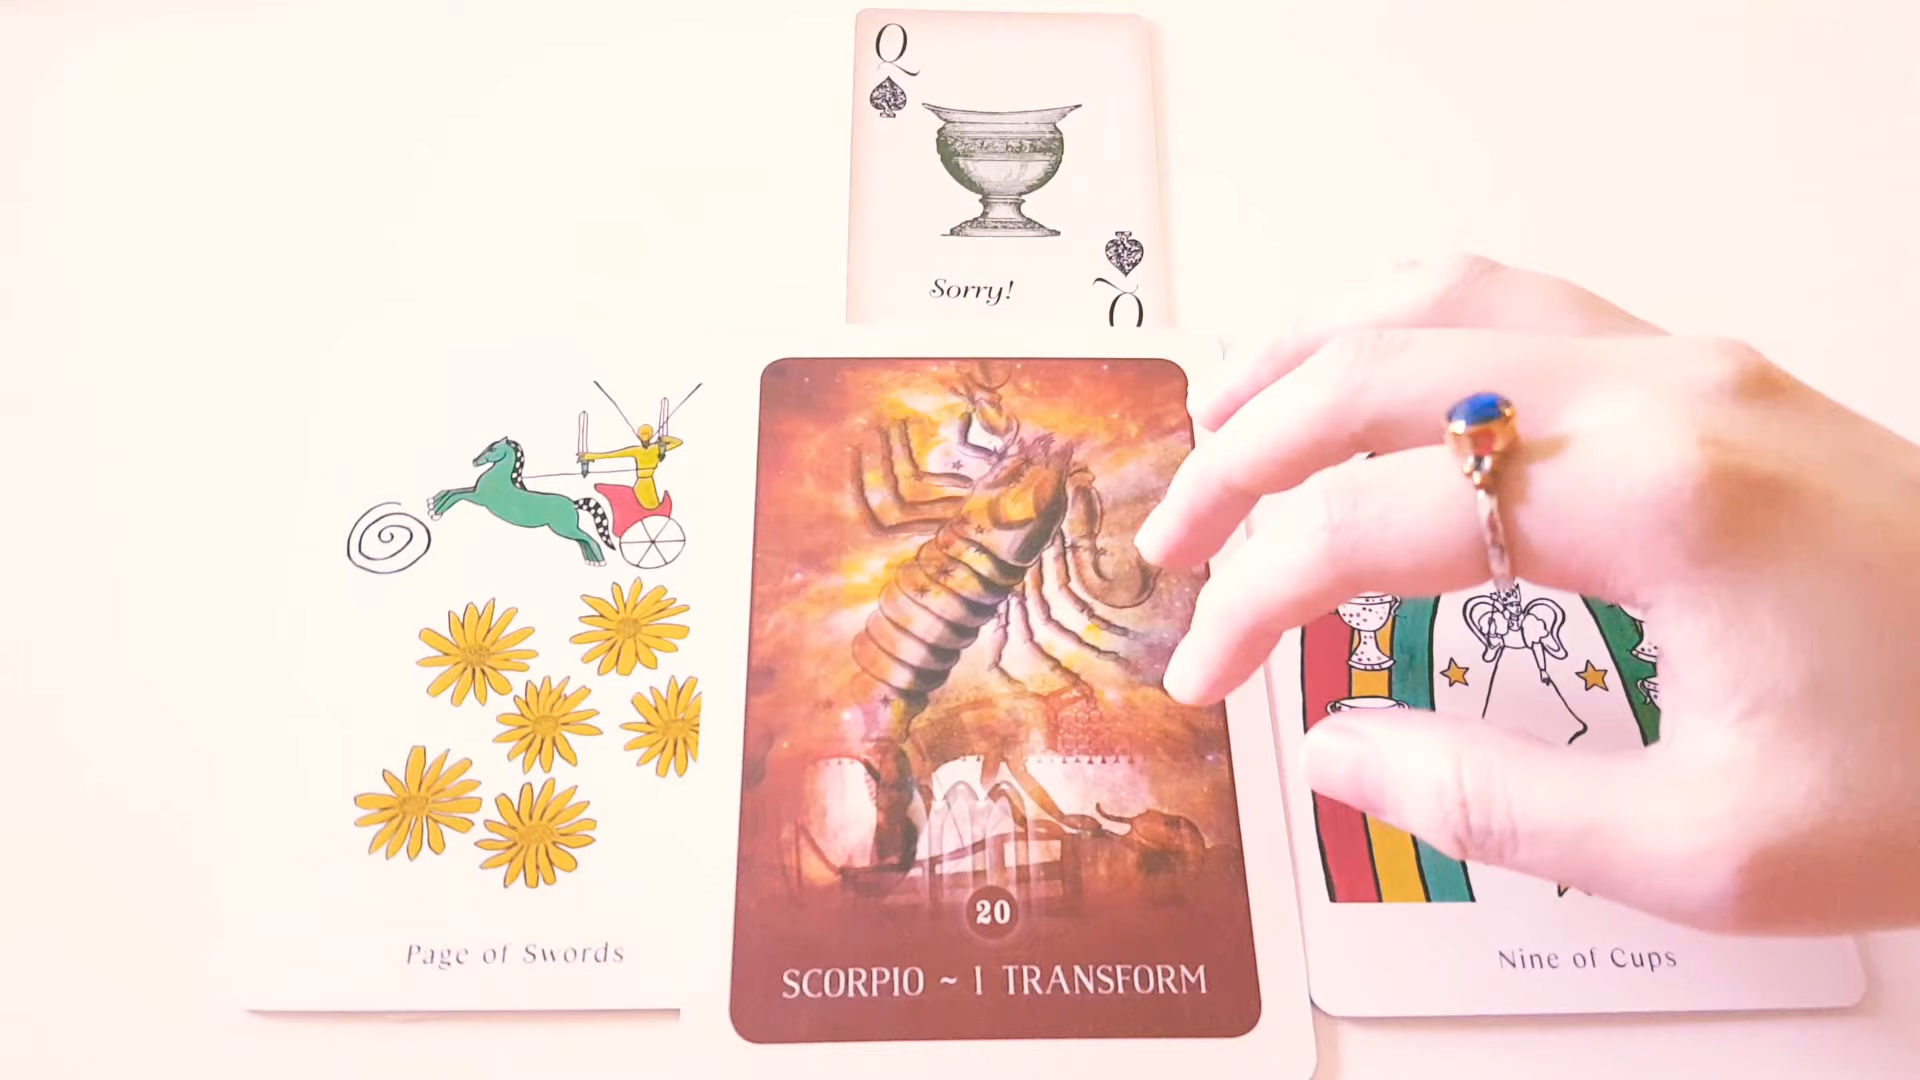 Q
Sorry!
Q
20
SCORPIO ~ I TRANSFORM
Page of Swords
Nine of Cups